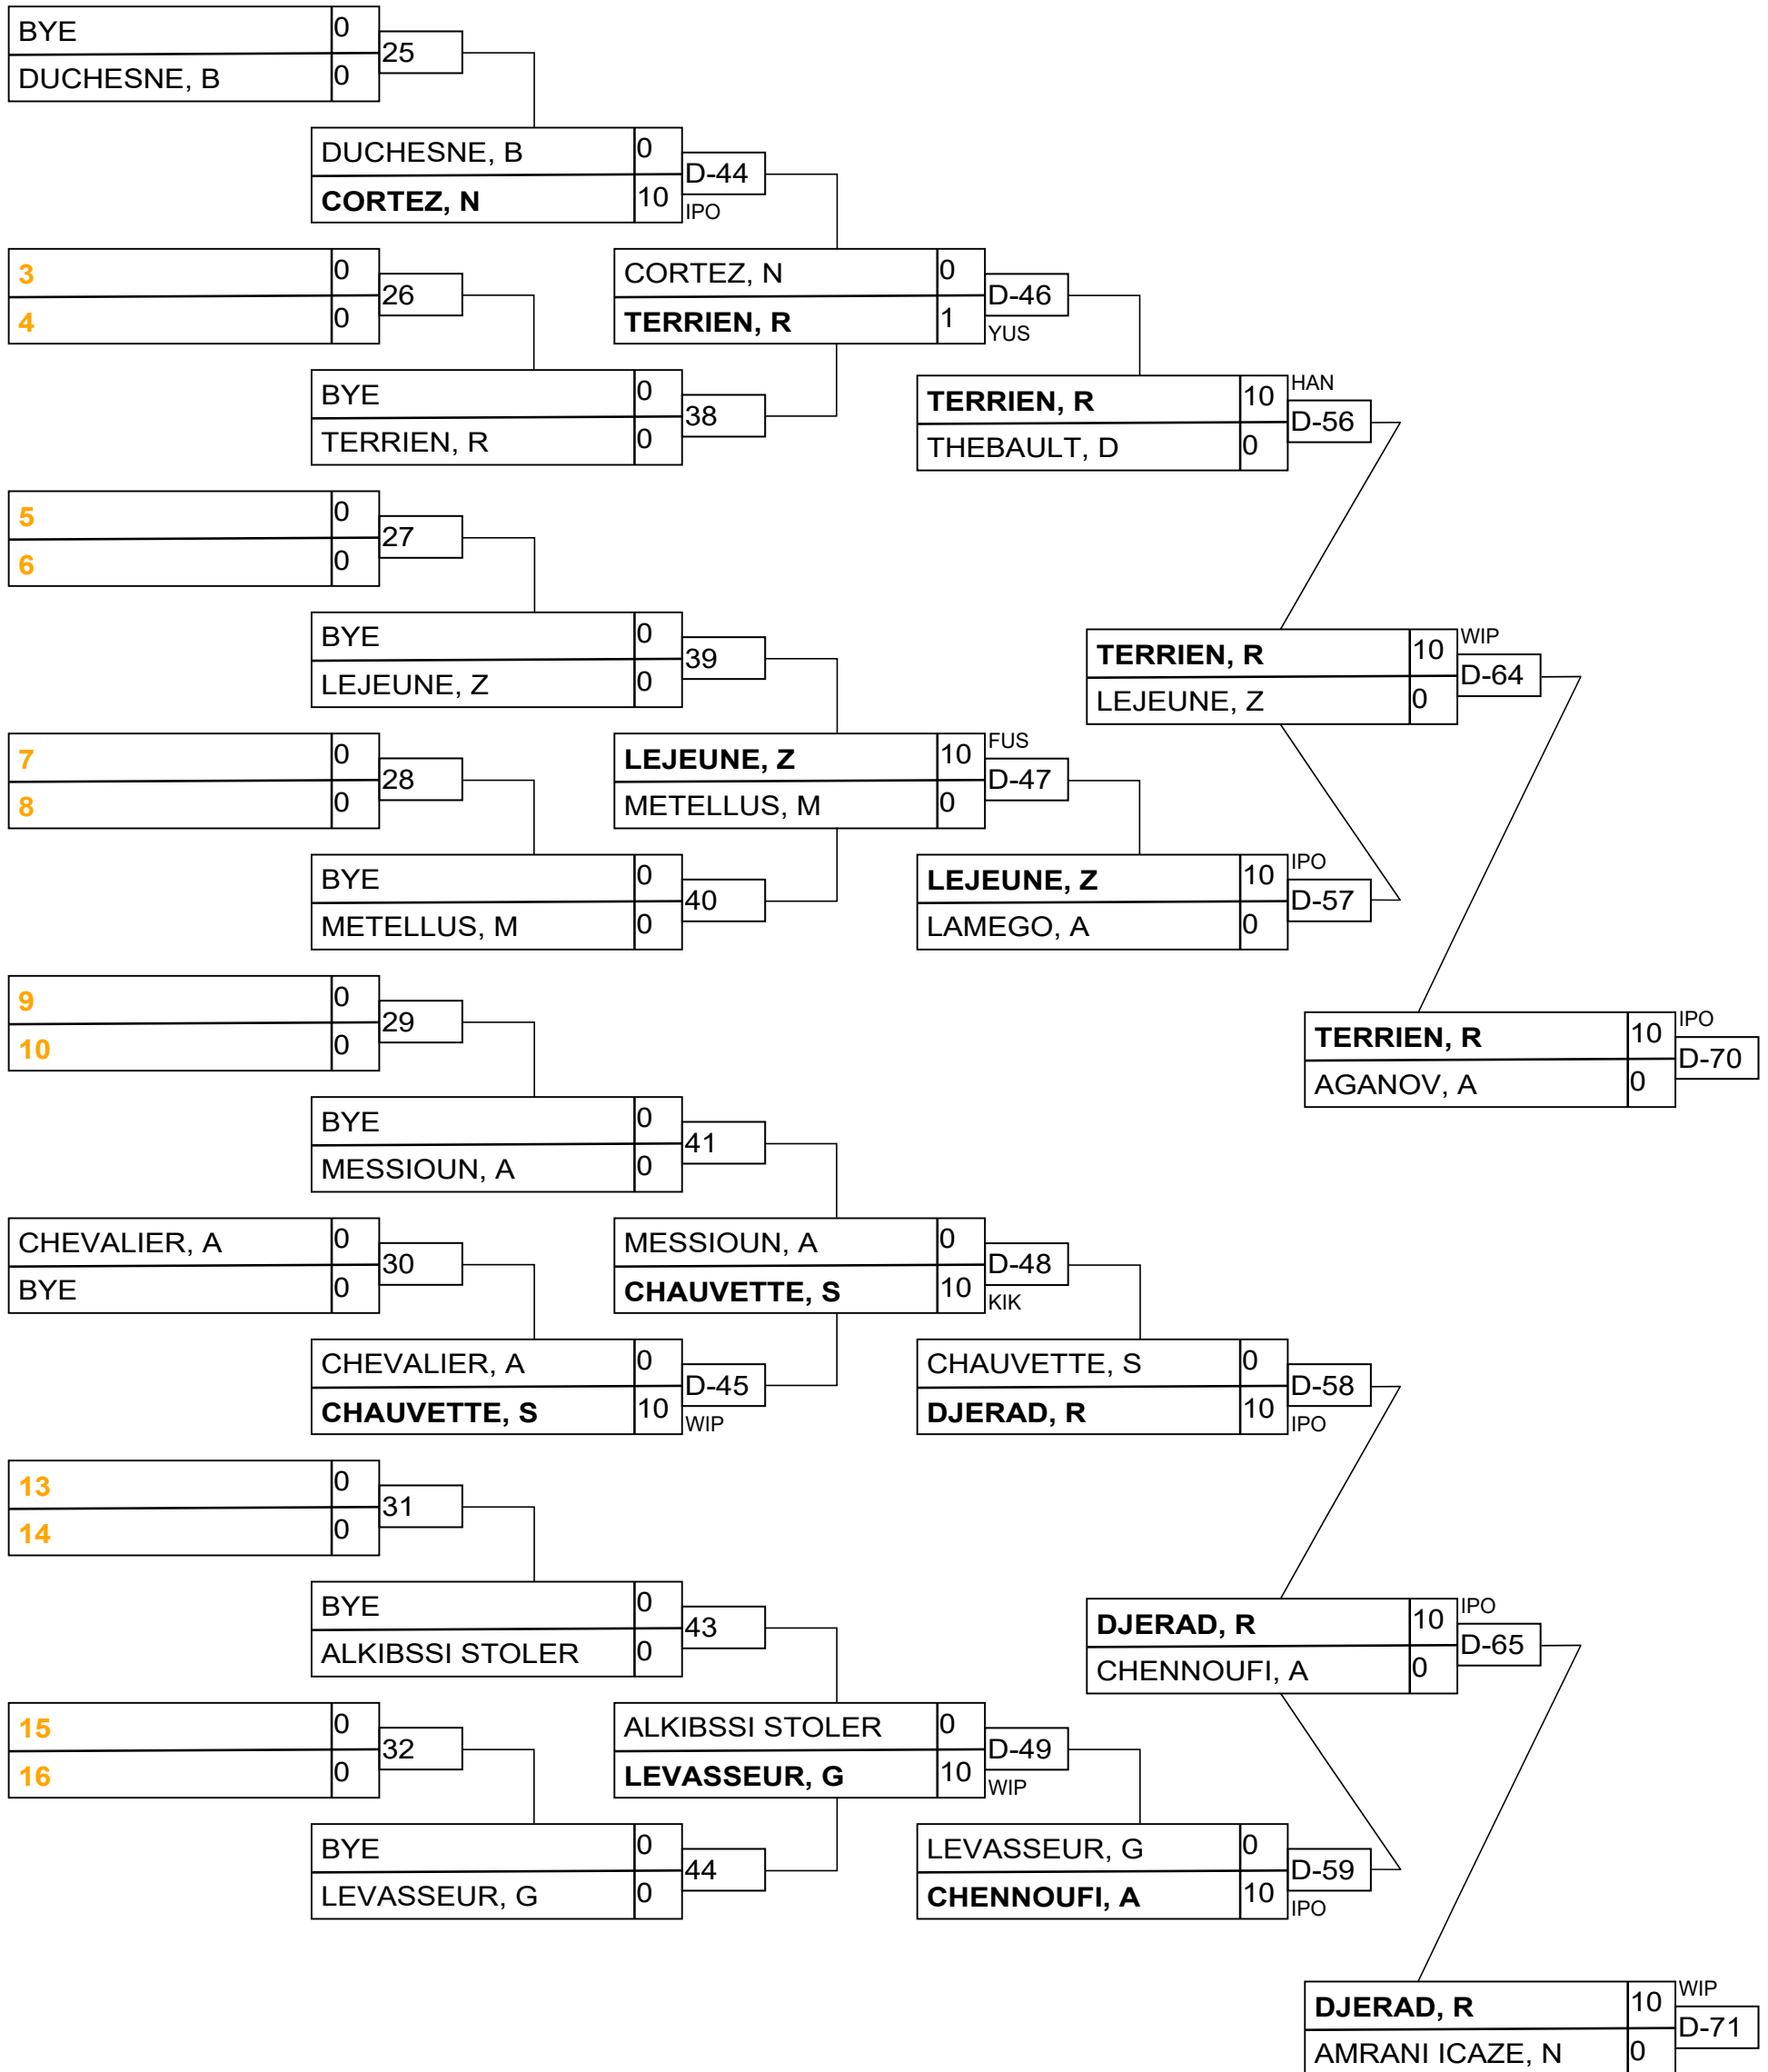 BYE 0
25
DUCHESNE, B 0
DUCHESNE, B 0
D-44
CORTEZ, N 10
IPO
3 0
26
4 0
CORTEZ, N 0
D-46
TERRIEN, R 1
YUS
BYE 0
38
TERRIEN, R 0
TERRIEN, R 10 HAN
D-56
THEBAULT, D 0
5 0
27
6 0
BYE 0
39
LEJEUNE, Z 0
TERRIEN, R 10 WIP
D-64
LEJEUNE, Z 0
7 0
28
8 0
LEJEUNE, Z 10 FUS
D-47
METELLUS, M 0
BYE 0
40
METELLUS, M 0
LEJEUNE, Z 10 IPO
D-57
LAMEGO, A 0
9 0
29
10 0
TERRIEN, R 10 IPO
D-70
AGANOV, A 0
BYE 0
41
MESSIOUN, A 0
CHEVALIER, A 0
30
BYE 0
MESSIOUN, A 0
D-48
CHAUVETTE, S 10
KIK
CHEVALIER, A 0
D-45
CHAUVETTE, S 10
WIP
CHAUVETTE, S 0
D-58
DJERAD, R 10
IPO
13 0
31
14 0
BYE 0
43
ALKIBSSI STOLER 0
DJERAD, R 10 IPO
D-65
CHENNOUFI, A 0
15 0
32
16 0
ALKIBSSI STOLER 0
D-49
LEVASSEUR, G 10
WIP
BYE 0
44
LEVASSEUR, G 0
LEVASSEUR, G 0
D-59
CHENNOUFI, A 10
IPO
DJERAD, R 10 WIP
D-71
AMRANI ICAZE, N 0